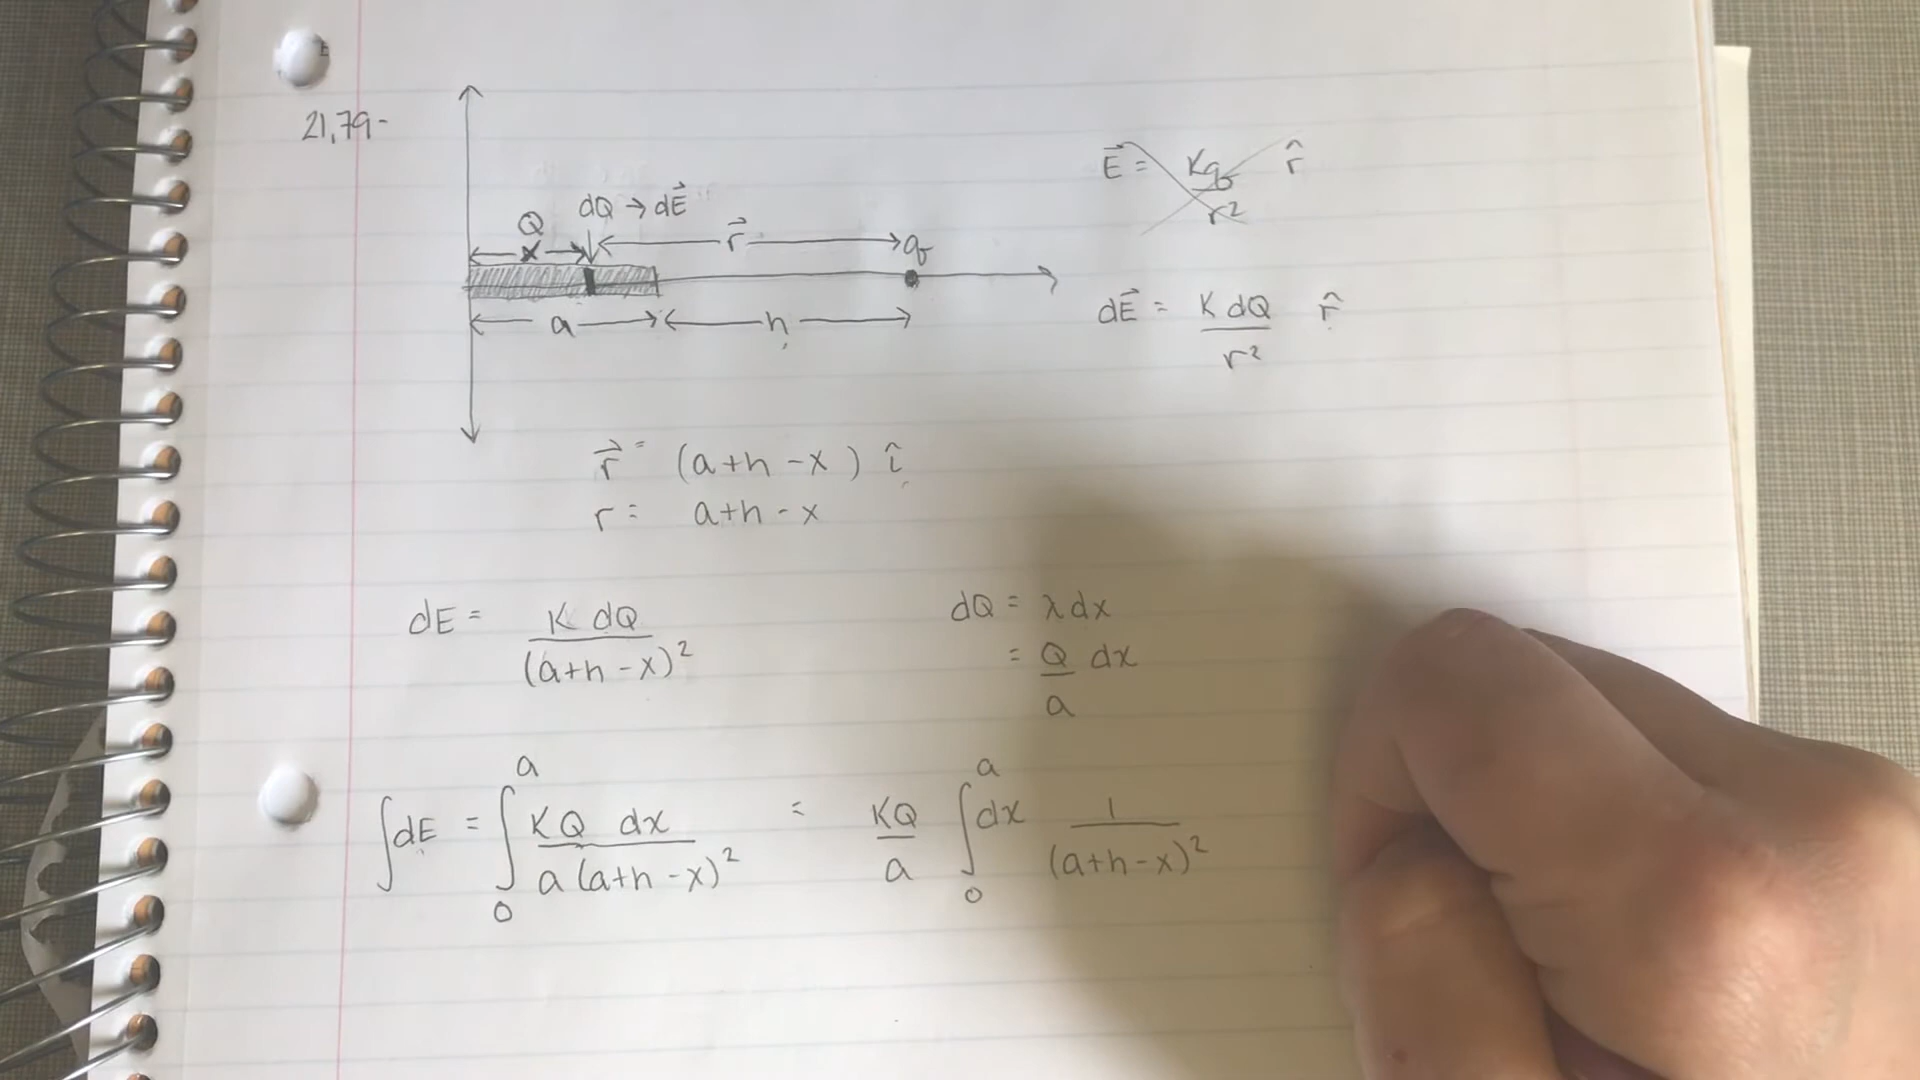 21,79-
Q
dQ → dE⃗
x
r⃗
q
a
h
E⃗ = Kq/r² r̂
dE⃗ = K dQ/r² r̂
r⃗ = (a+h-x) î
r = a+h-x
dE = K dQ/(a+h-x)²
dQ = λdx
= Q/a dx
∫dE = ∫₀ᵃ KQ dx/a(a+h-x)² = KQ/a ∫₀ᵃ dx 1/(a+h-x)²